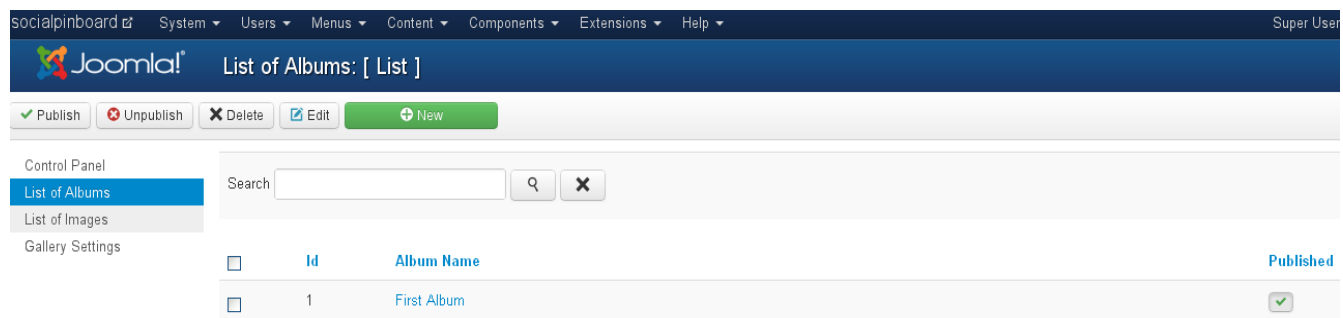 socialpinboard System Users Menus Content Components Extensions Help Super User
Joomla!® List of Albums: [ List ]
Publish Unpublish Delete Edit New
Control Panel
List of Albums
List of Images
Gallery Settings
Search
Id Album Name Published
1 First Album